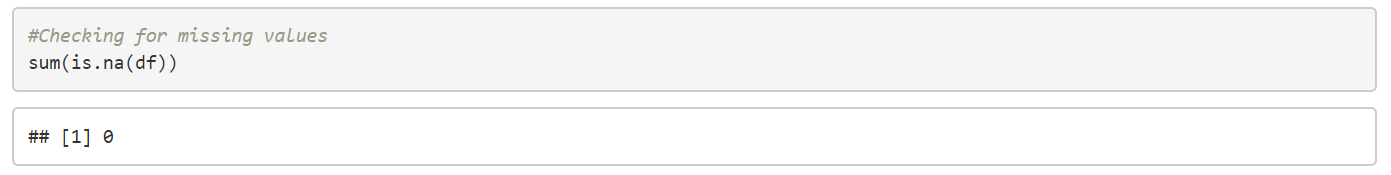 #Checking for missing values
sum(is.na(df))
## [1] 0